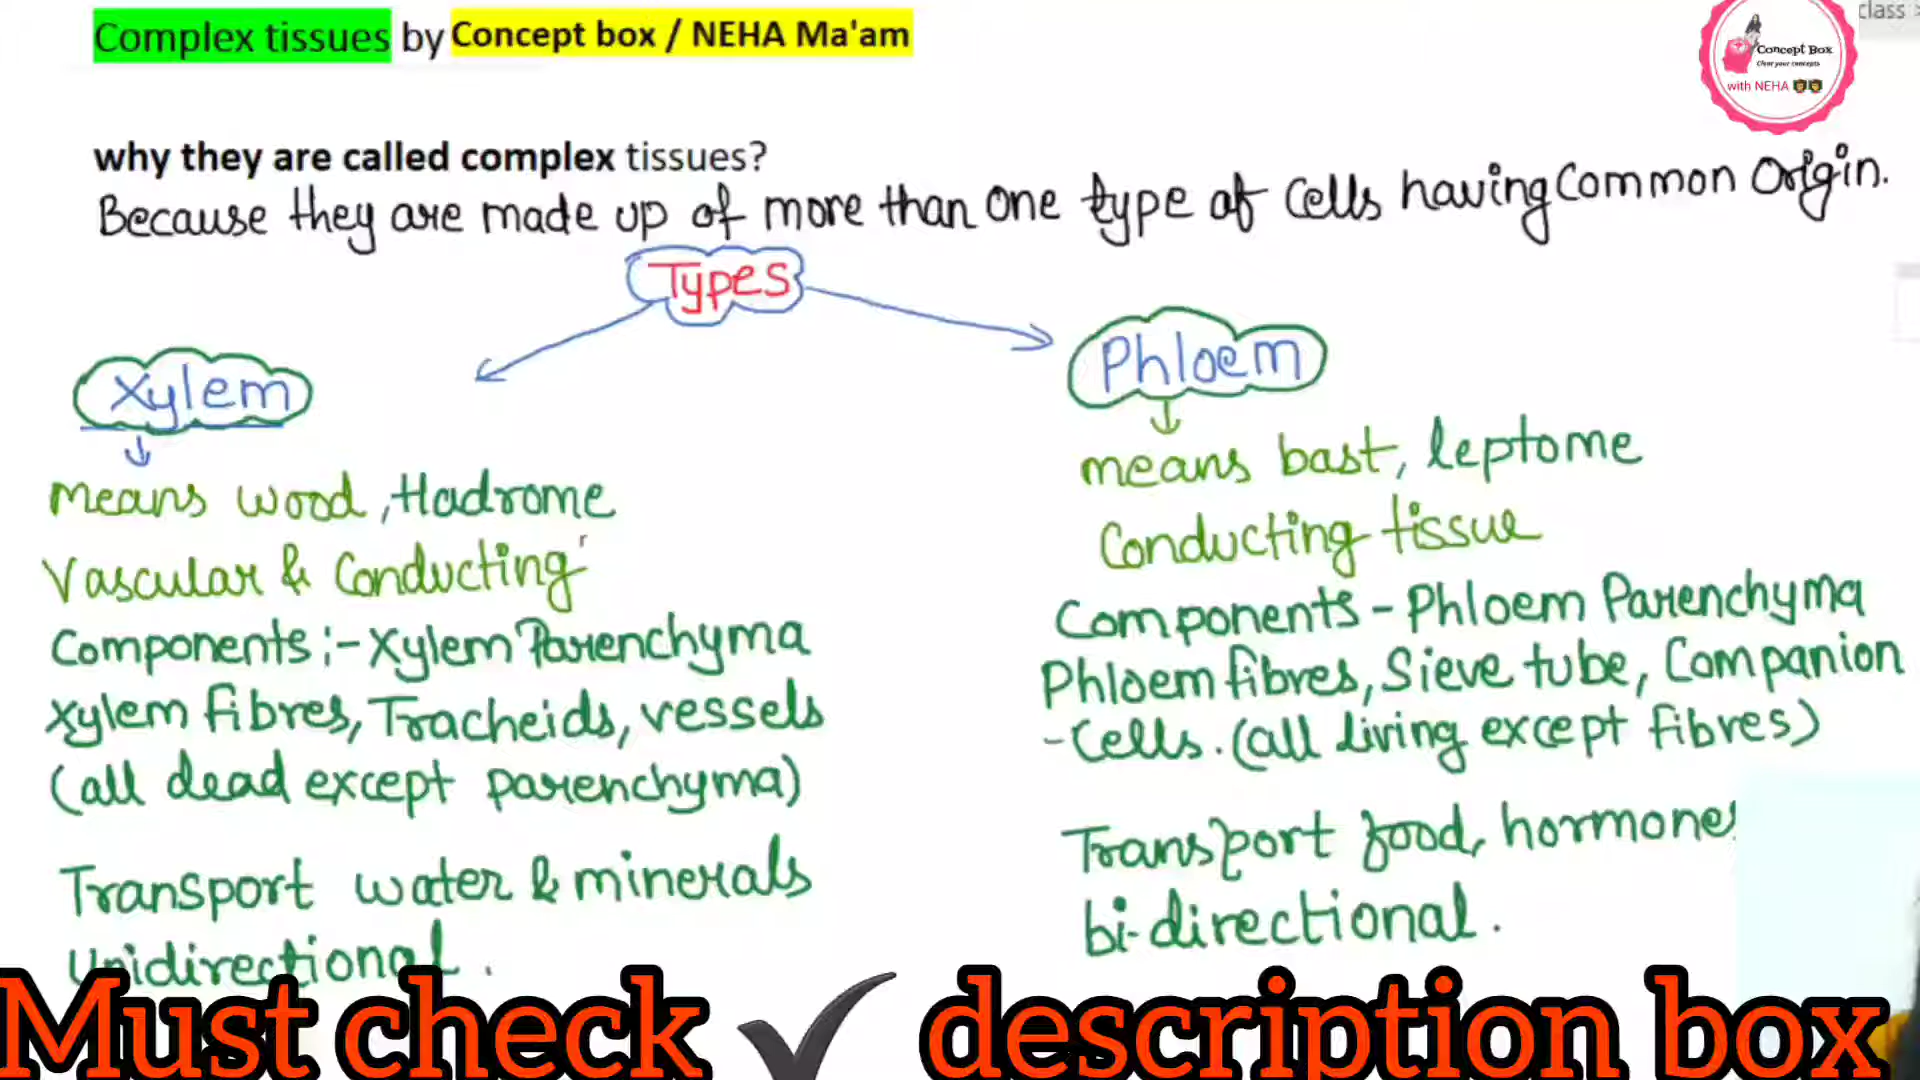 Complex tissues by Concept box / NEHA Ma'am
class
Concept Box
Clear your concepts
with NEHA
why they are called complex tissues?
Because they are made up of more than one type of cells having Common Origin.
Types
Xylem
means wood, Hadrome
Vascular & Conducting
Components :- Xylem Parenchyma
Xylem fibres, Tracheids, vessels
(all dead except parenchyma)
Transport water & minerals
Unidirectional.
Phloem
means bast, leptome
Conducting tissue
Components - Phloem Parenchyma
Phloem fibres, Sieve tube, Companion
- Cells. (all living except fibres)
Transport food, hormones
bi-directional.
Must check description box